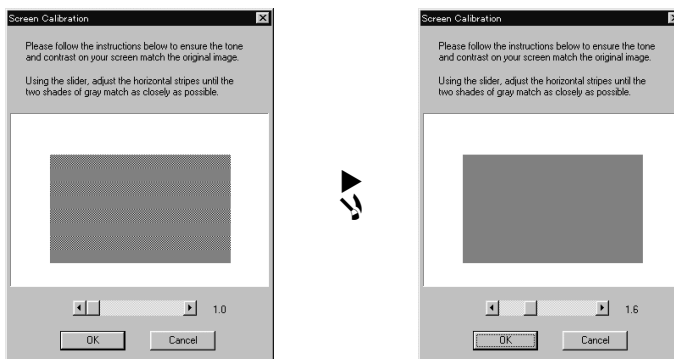 Screen Calibration
Please follow the instructions below to ensure the tone
and contrast on your screen match the original image.
Using the slider, adjust the horizontal stripes until the
two shades of gray match as closely as possible.
1.0
OK
Cancel
Screen Calibration
Please follow the instructions below to ensure the tone
and contrast on your screen match the original image.
Using the slider, adjust the horizontal stripes until the
two shades of gray match as closely as possible.
1.6
OK
Cancel